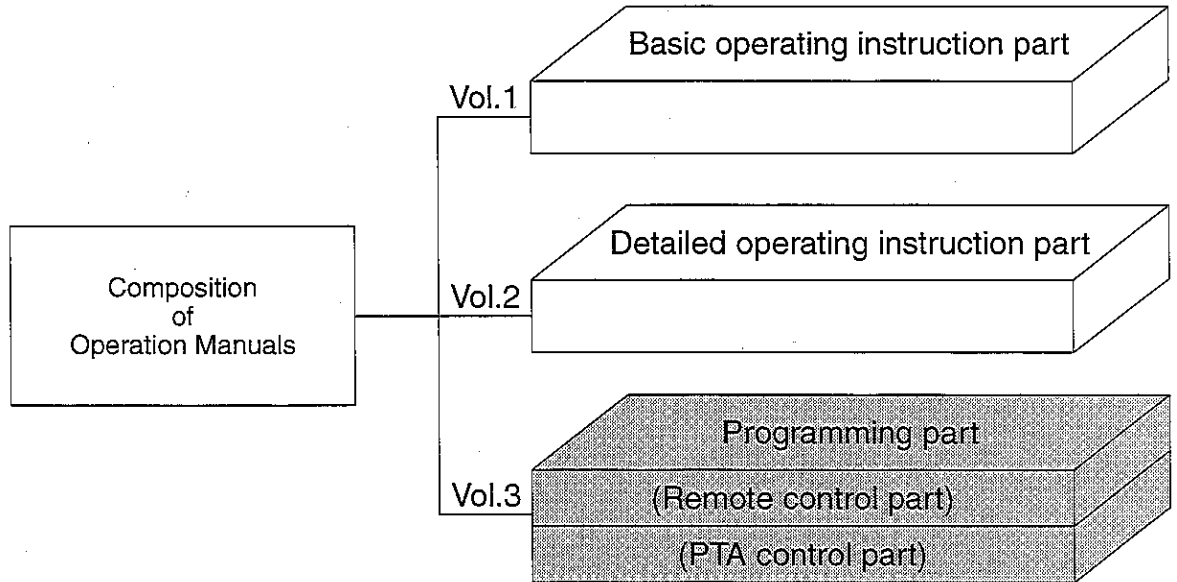 Composition
of
Operation Manuals
Vol.1
Basic operating instruction part
Vol.2
Detailed operating instruction part
Vol.3
Programming part
(Remote control part)
(PTA control part)